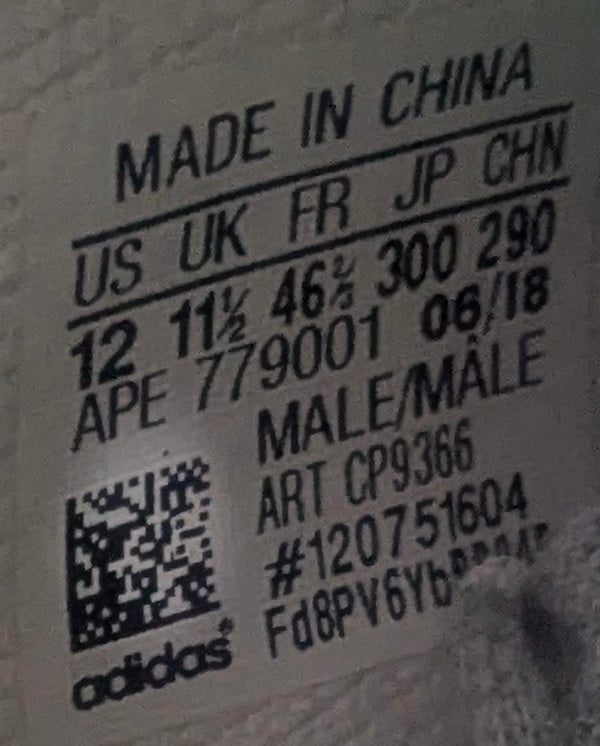 MADE IN CHINA
US UK FR JP CHN
12 11½ 46⅔ 300 290
APE 779001 06/18
MALE/MÂLE
ART CP9366
#120751604
adidas®